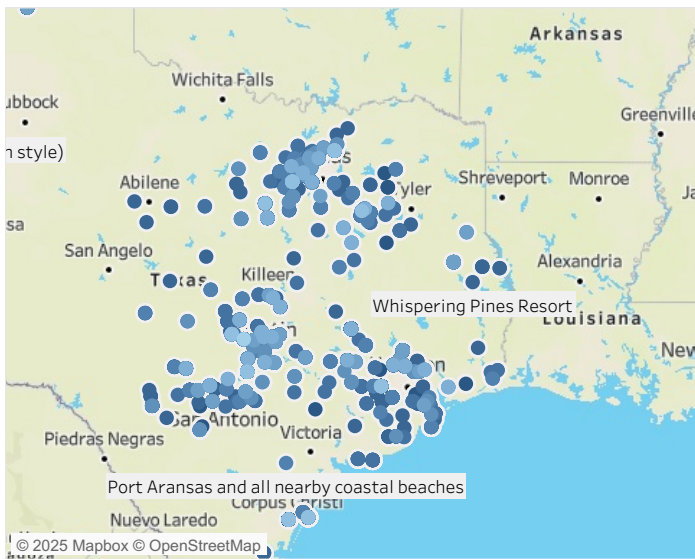 Arkansas
Wichita Falls
Greenville
n style)
Abilene
Tyler
Shreveport
Monroe
San Angelo
Alexandria
Texas
Killeen
Whispering Pines Resort
Louisiana
New
San Antonio
Victoria
Piedras Negras
Port Aransas and all nearby coastal beaches
Corpus Christi
Nuevo Laredo
© 2025 Mapbox © OpenStreetMap